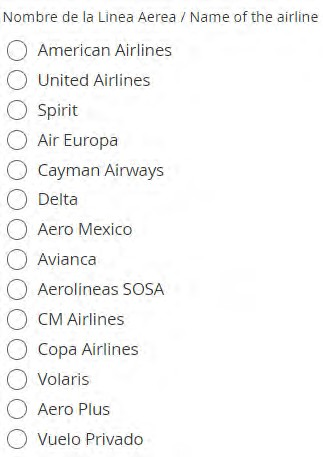 Nombre de la Linea Aerea / Name of the airline
American Airlines
United Airlines
Spirit
Air Europa
Cayman Airways
Delta
Aero Mexico
Avianca
Aerolineas SOSA
CM Airlines
Copa Airlines
Volaris
Aero Plus
Vuelo Privado